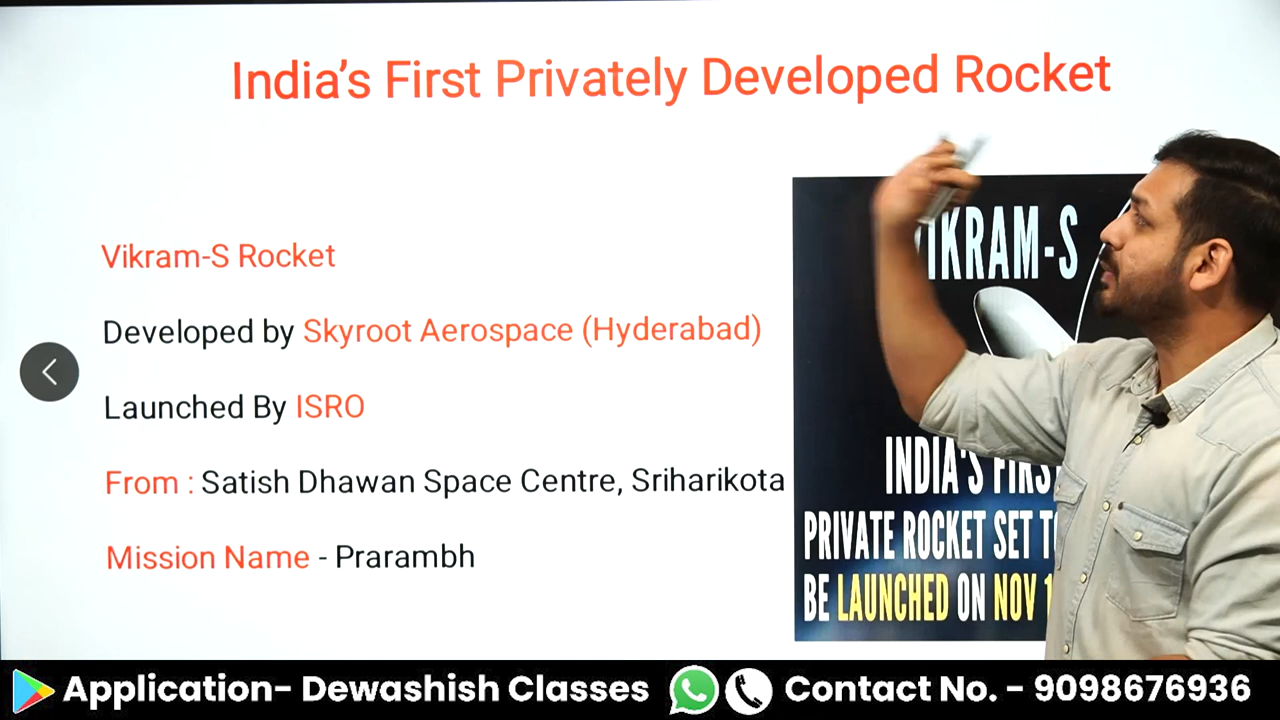 India's First Privately Developed Rocket
Vikram-S Rocket
Developed by Skyroot Aerospace (Hyderabad)
Launched By ISRO
From : Satish Dhawan Space Centre, Sriharikota
Mission Name - Prarambh
VIKRAM-S
INDIA'S FIRS
PRIVATE ROCKET SET TO
BE LAUNCHED ON NOV 1
Application- Dewashish Classes Contact No. - 9098676936